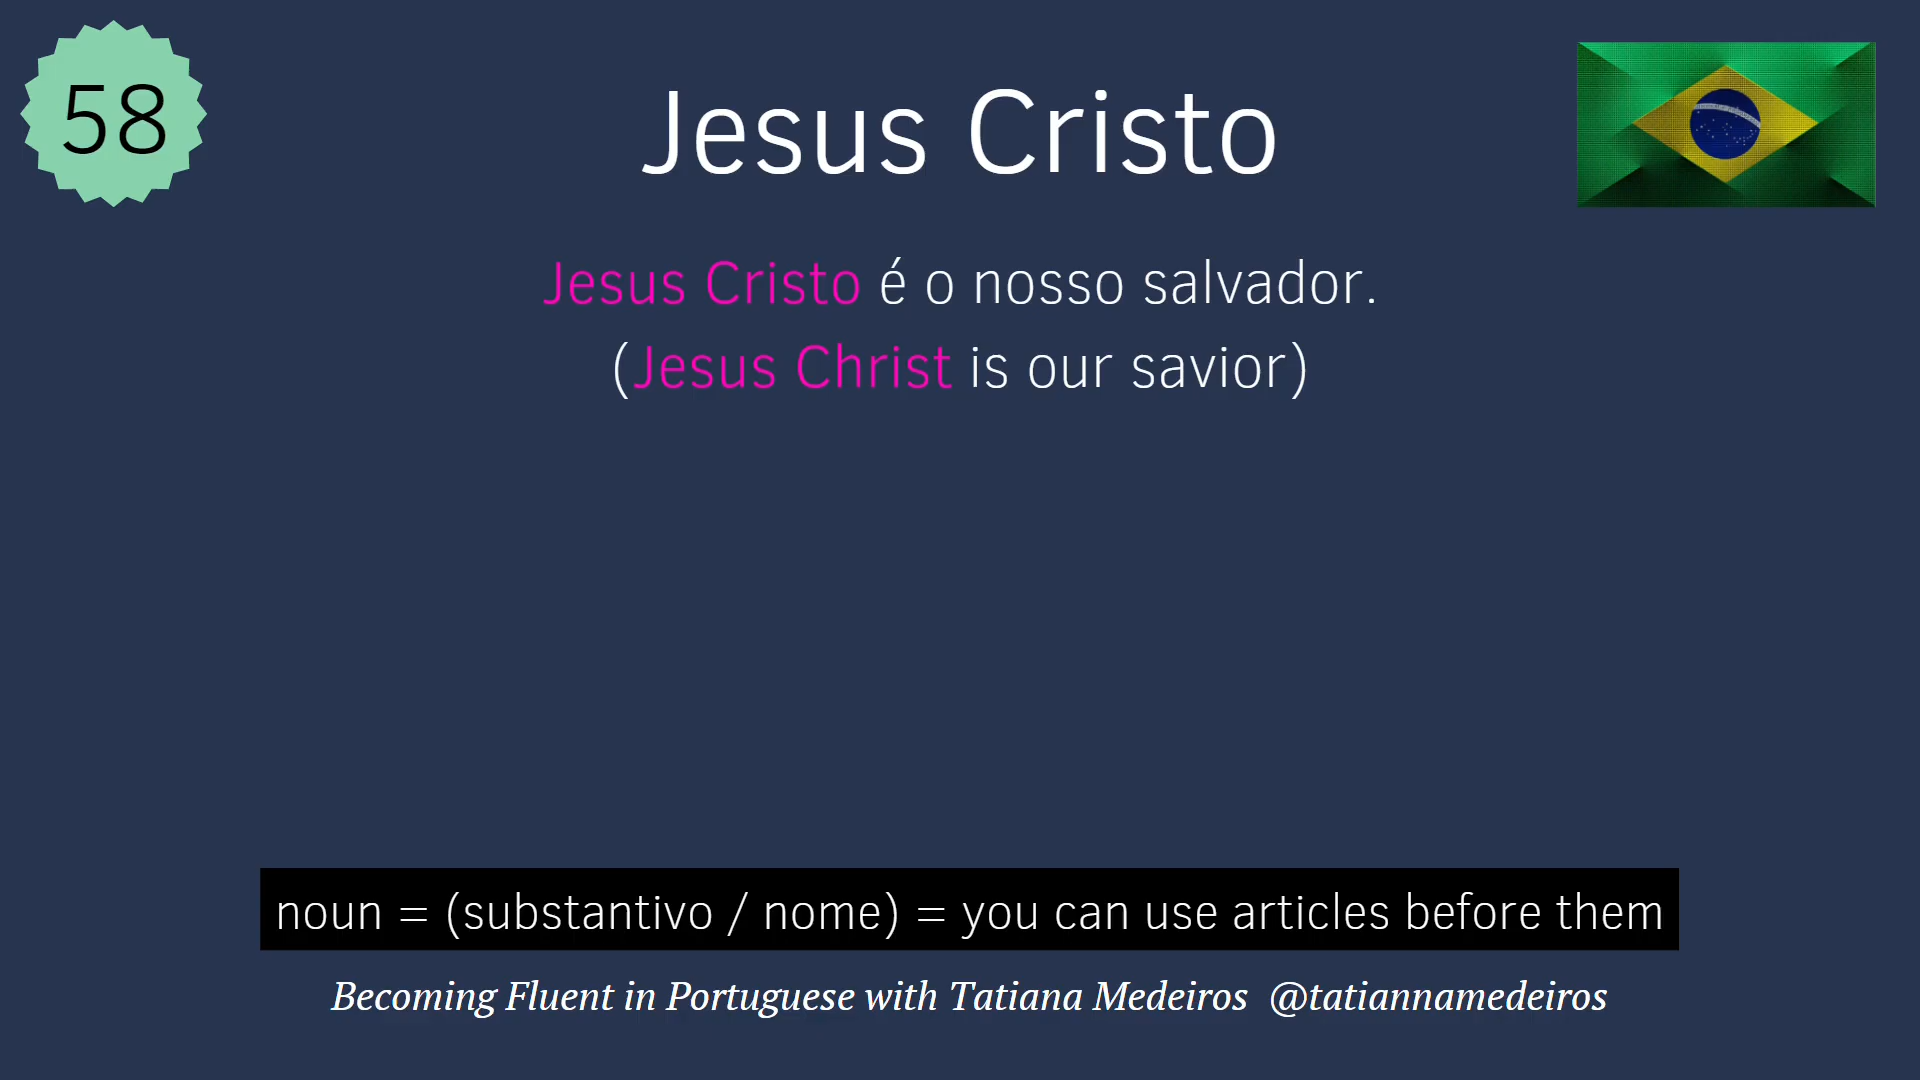 58
Jesus Cristo
Jesus Cristo é o nosso salvador.
(Jesus Christ is our savior)
noun = (substantivo / nome) = you can use articles before them
Becoming Fluent in Portuguese with Tatiana Medeiros @tatiannamedeiros